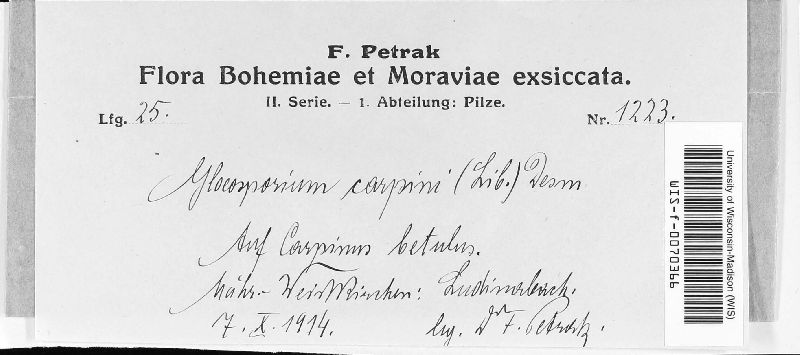 F. Petrak
Flora Bohemiae et Moraviae exsiccata.
II. Serie. — 1. Abteilung: Pilze.
Lfg. 25. Nr. 1223.
Gloeosporium carpini (Lib.) Desm
Auf Carpinus betulus.
Mähr.-Weisskirchen: Ludinabach.
7. X. 1914. lig. Dr F. Petrak.
University of Wisconsin-Madison (WIS)
WIS-f-0070366